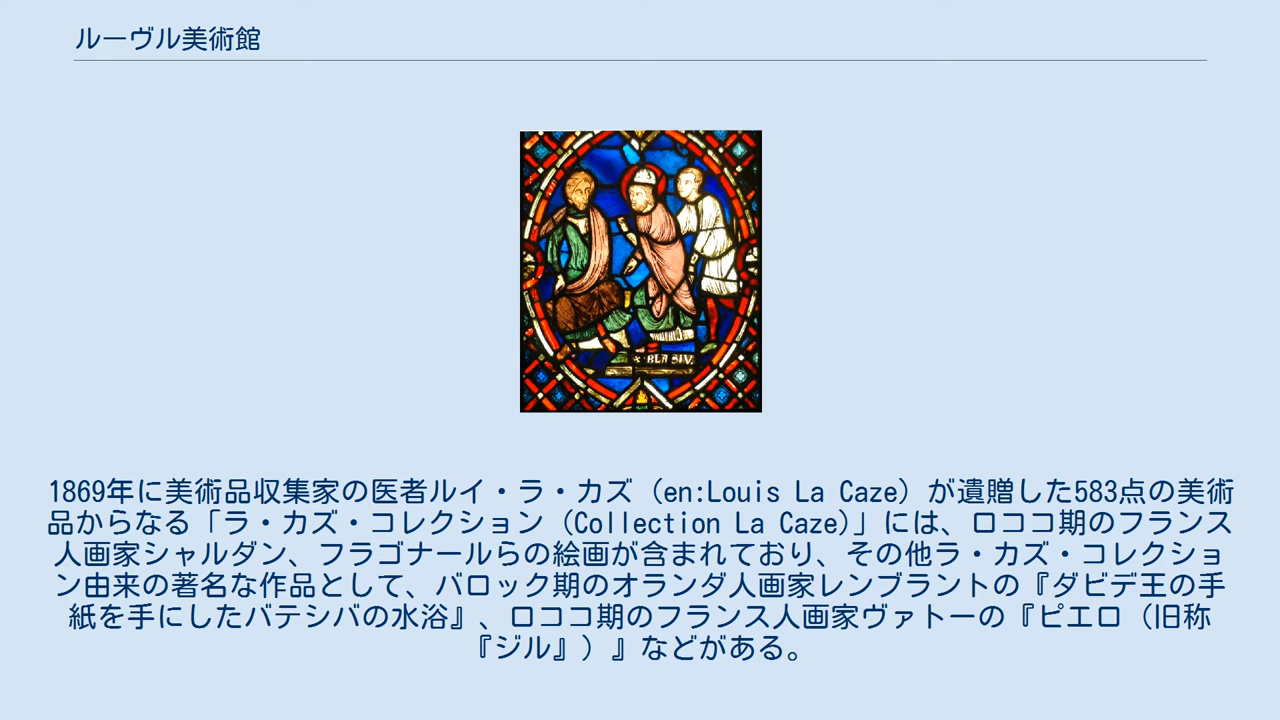 ルーヴル美術館
× BLASIV.
1869年に美術品収集家の医者ルイ・ラ・カズ（en:Louis La Caze）が遺贈した583点の美術
品からなる「ラ・カズ・コレクション（Collection La Caze)」には、ロココ期のフランス
人画家シャルダン、フラゴナールらの絵画が含まれており、その他ラ・カズ・コレクショ
ン由来の著名な作品として、バロック期のオランダ人画家レンブラントの『ダビデ王の手
紙を手にしたバテシバの水浴』、ロココ期のフランス人画家ヴァトーの『ピエロ（旧称
『ジル』）』などがある。